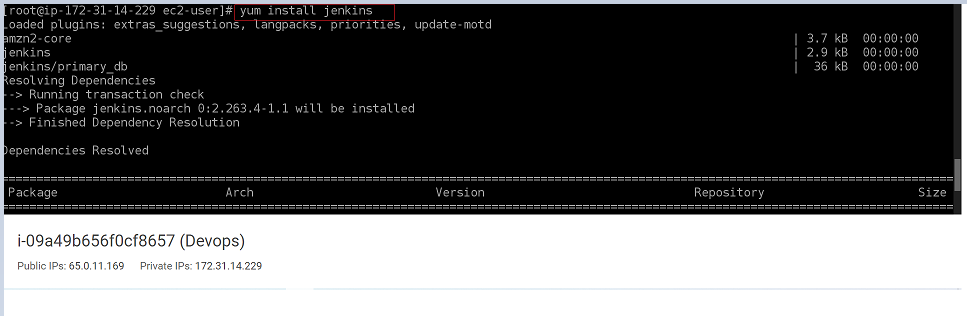 [root@ip-172-31-14-229 ec2-user]# yum install jenkins
Loaded plugins: extras_suggestions, langpacks, priorities, update-motd
amzn2-core | 3.7 kB 00:00:00
jenkins | 2.9 kB 00:00:00
jenkins/primary_db | 36 kB 00:00:00
Resolving Dependencies
--> Running transaction check
---> Package jenkins.noarch 0:2.263.4-1.1 will be installed
--> Finished Dependency Resolution
Dependencies Resolved
Package Arch Version Repository Size
i-09a49b656f0cf8657 (Devops)
Public IPs: 65.0.11.169 Private IPs: 172.31.14.229